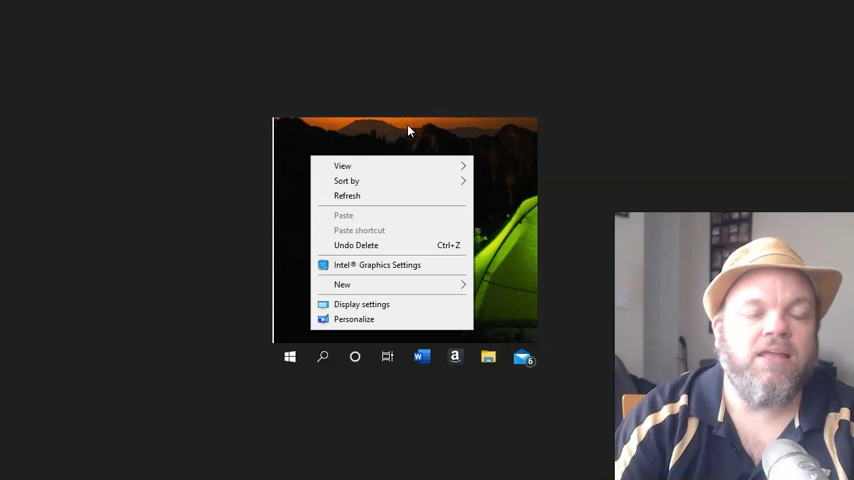 View
Sort by
Refresh
Paste
Paste shortcut
Undo Delete Ctrl+Z
Intel® Graphics Settings
New
Display settings
Personalize
W a 6